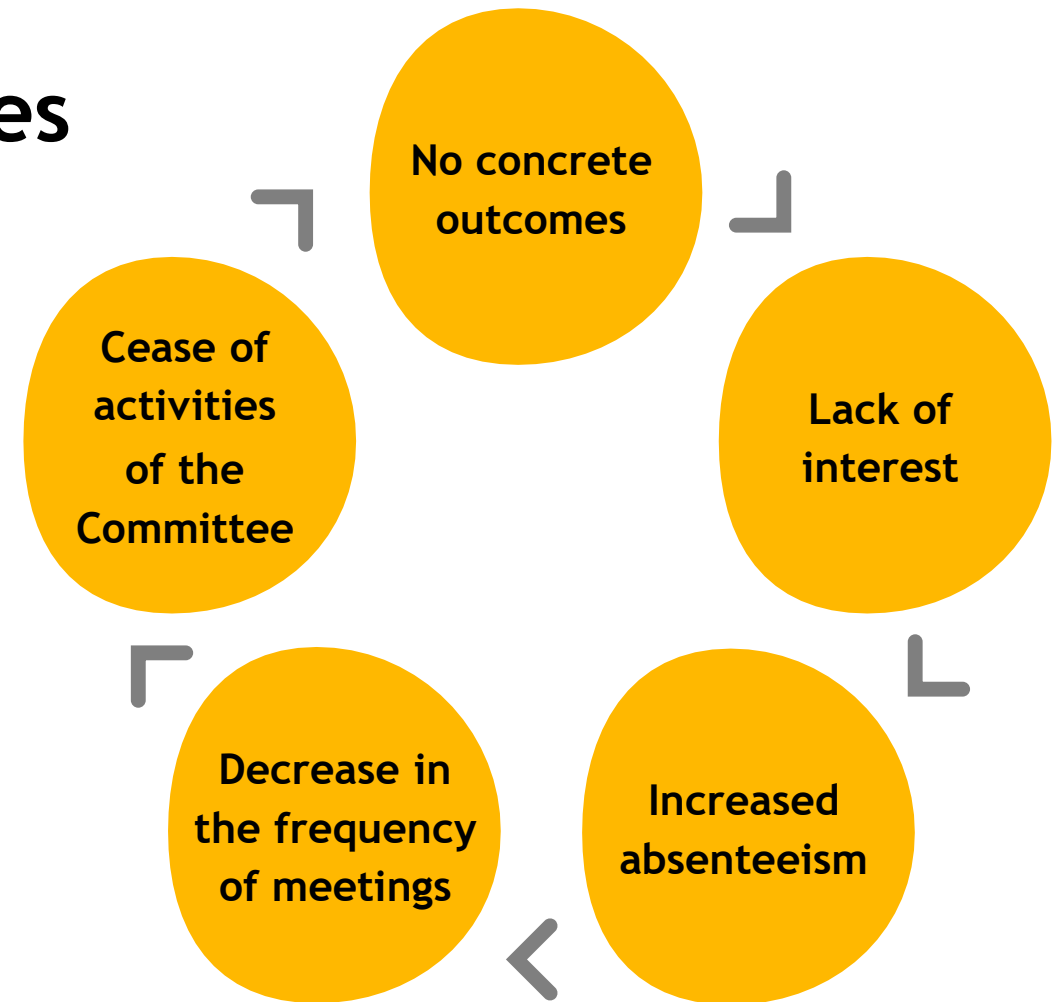 es
No concrete
outcomes
Lack of
interest
Increased
absenteeism
Decrease in
the frequency
of meetings
Cease of
activities
of the
Committee